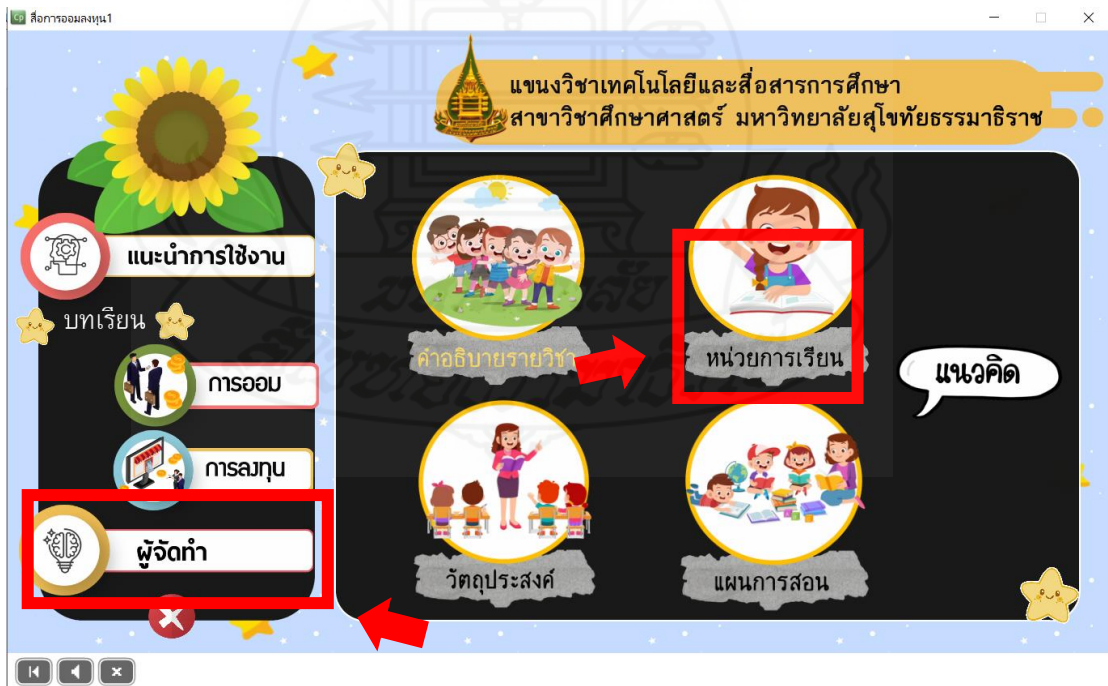 สื่อการออมลงทุน1
แขนงวิชาเทคโนโลยีและสื่อสารการศึกษา
สาขาวิชาศึกษาศาสตร์ มหาวิทยาลัยสุโขทัยธรรมาธิราช
แนะนำการใช้งาน
บทเรียน
การออม
การลงทุน
ผู้จัดทำ
คำอธิบายรายวิชา
หน่วยการเรียน
แนวคิด
วัตถุประสงค์
แผนการสอน